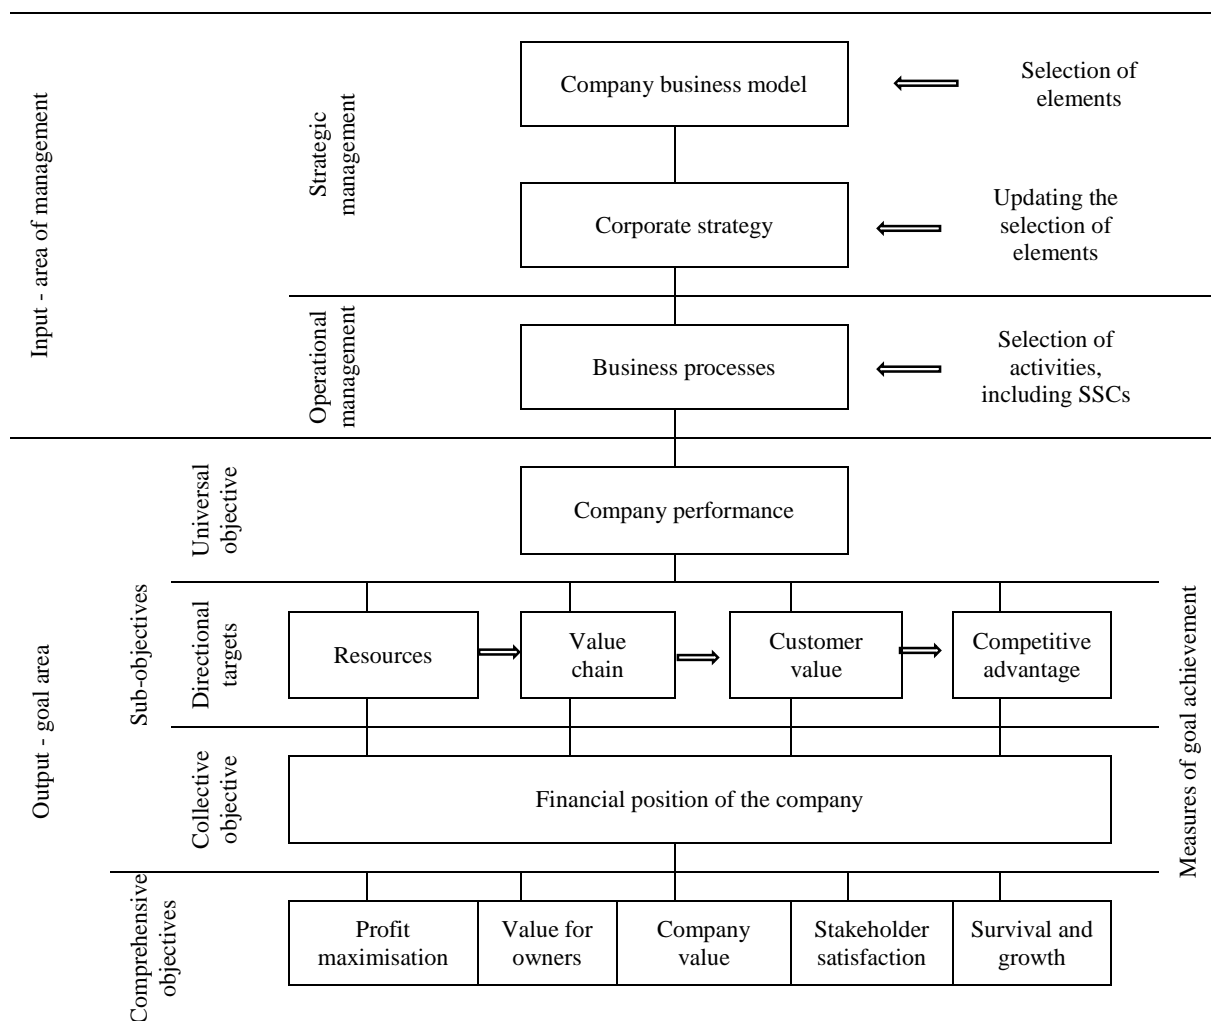 Input - area of management
Strategic
management
Company business model
Selection of
elements
Corporate strategy
Updating the
selection of
elements
Operational
management
Business processes
Selection of
activities,
including SSCs
Output - goal area
Universal
objective
Company performance
Sub-objectives
Directional
targets
Resources
Value
chain
Customer
value
Competitive
advantage
Measures of goal achievement
Collective
objective
Financial position of the company
Comprehensive
objectives
Profit
maximisation
Value for
owners
Company
value
Stakeholder
satisfaction
Survival and
growth